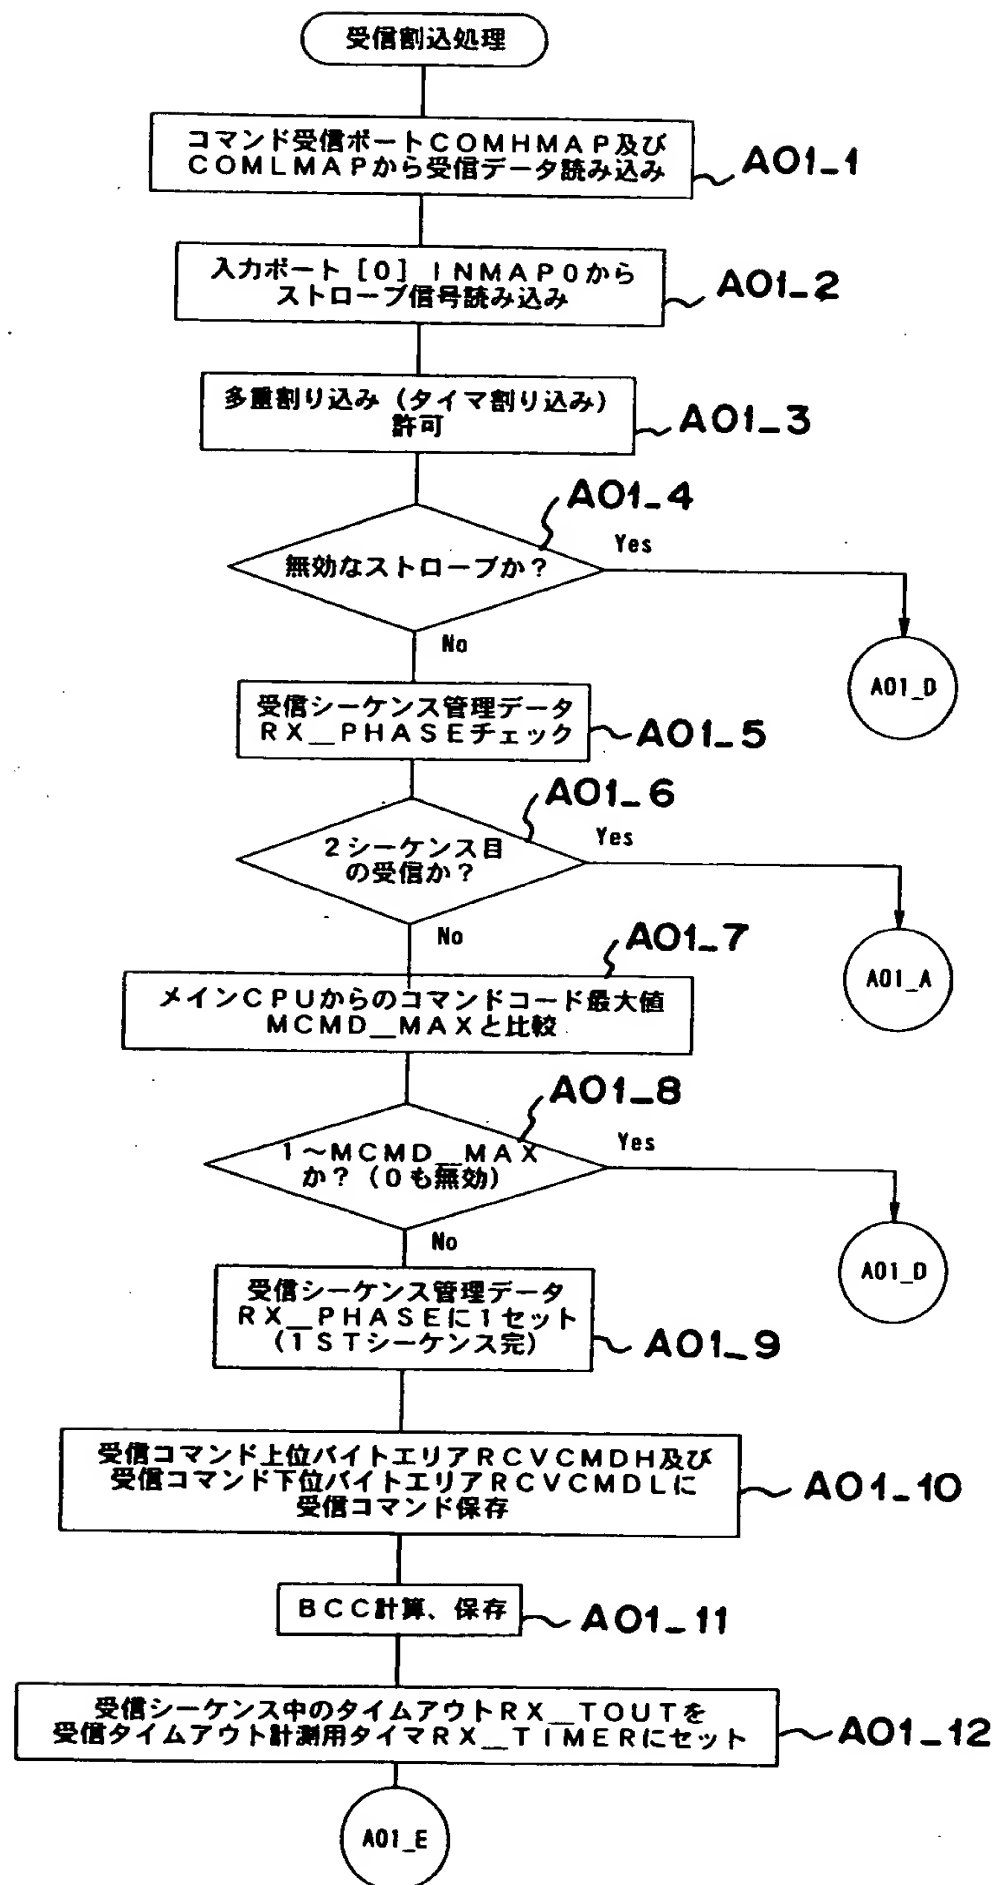 受信割込処理
コマンド受信ポートCOMHMAP及び
COMLMAPから受信データ読み込み
A01_1
入力ポート[0] INMAP0から
ストローブ信号読み込み
A01_2
多重割り込み(タイマ割り込み)
許可
A01_3
A01_4
無効なストローブか?
Yes
No
A01_D
受信シーケンス管理データ
RX__PHASEチェック
A01_5
A01_6
2シーケンス目
の受信か?
Yes
No
A01_A
A01_7
メインCPUからのコマンドコード最大値
MCMD__MAXと比較
A01_8
1~MCMD__MAX
か?(0も無効)
Yes
No
A01_D
受信シーケンス管理データ
RX__PHASEに1セット
(1STシーケンス完)
A01_9
受信コマンド上位バイトエリアRCVCMDH及び
受信コマンド下位バイトエリアRCVCMDLに
受信コマンド保存
A01_10
BCC計算、保存
A01_11
受信シーケンス中のタイムアウトRX__TOUTを
受信タイムアウト計測用タイマRX__TIMERにセット
A01_12
A01_E